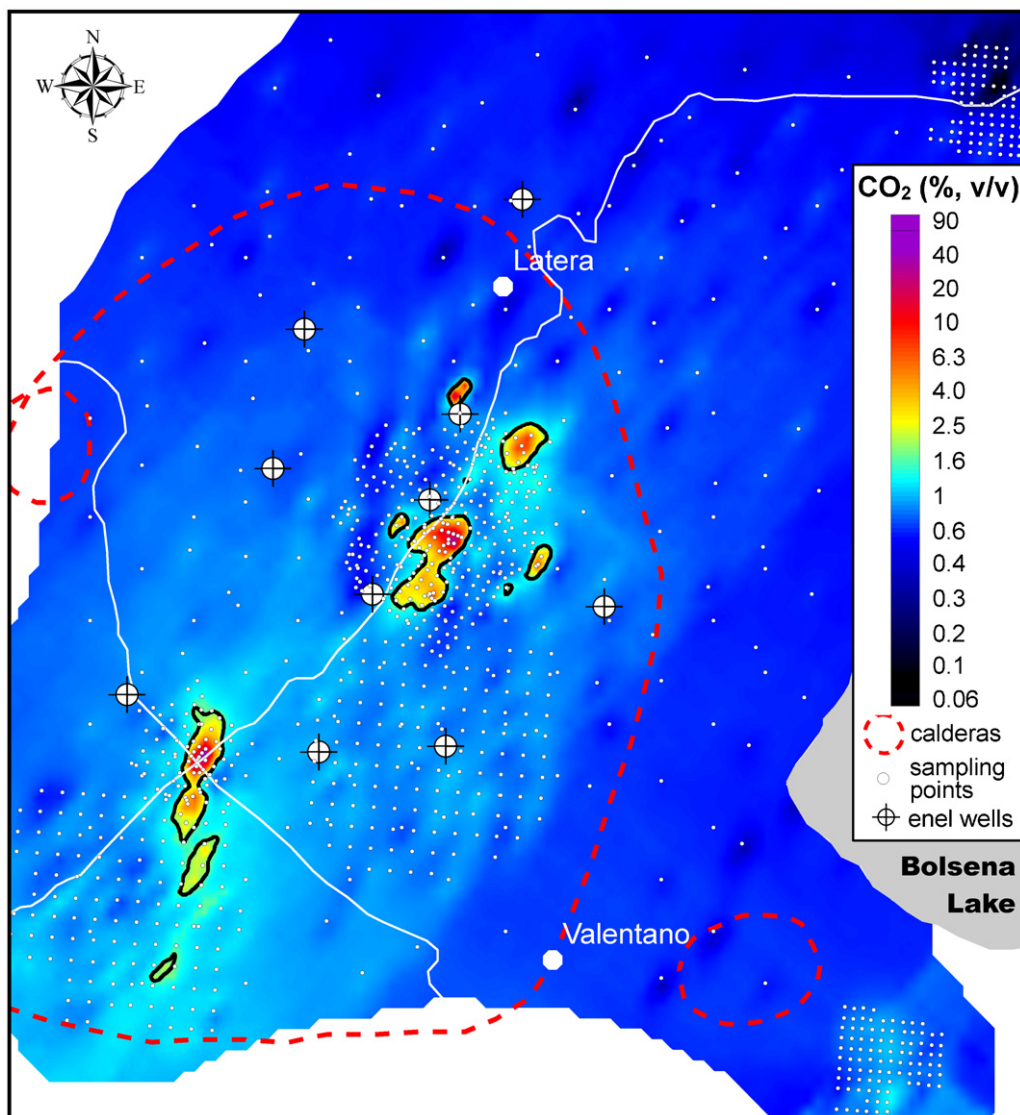 N
W E
S
Latera
CO₂ (%, v/v)
90
40
20
10
6.3
4.0
2.5
1.6
1
0.6
0.4
0.3
0.2
0.1
0.06
calderas
sampling
points
enel wells
Bolsena
Lake
Valentano